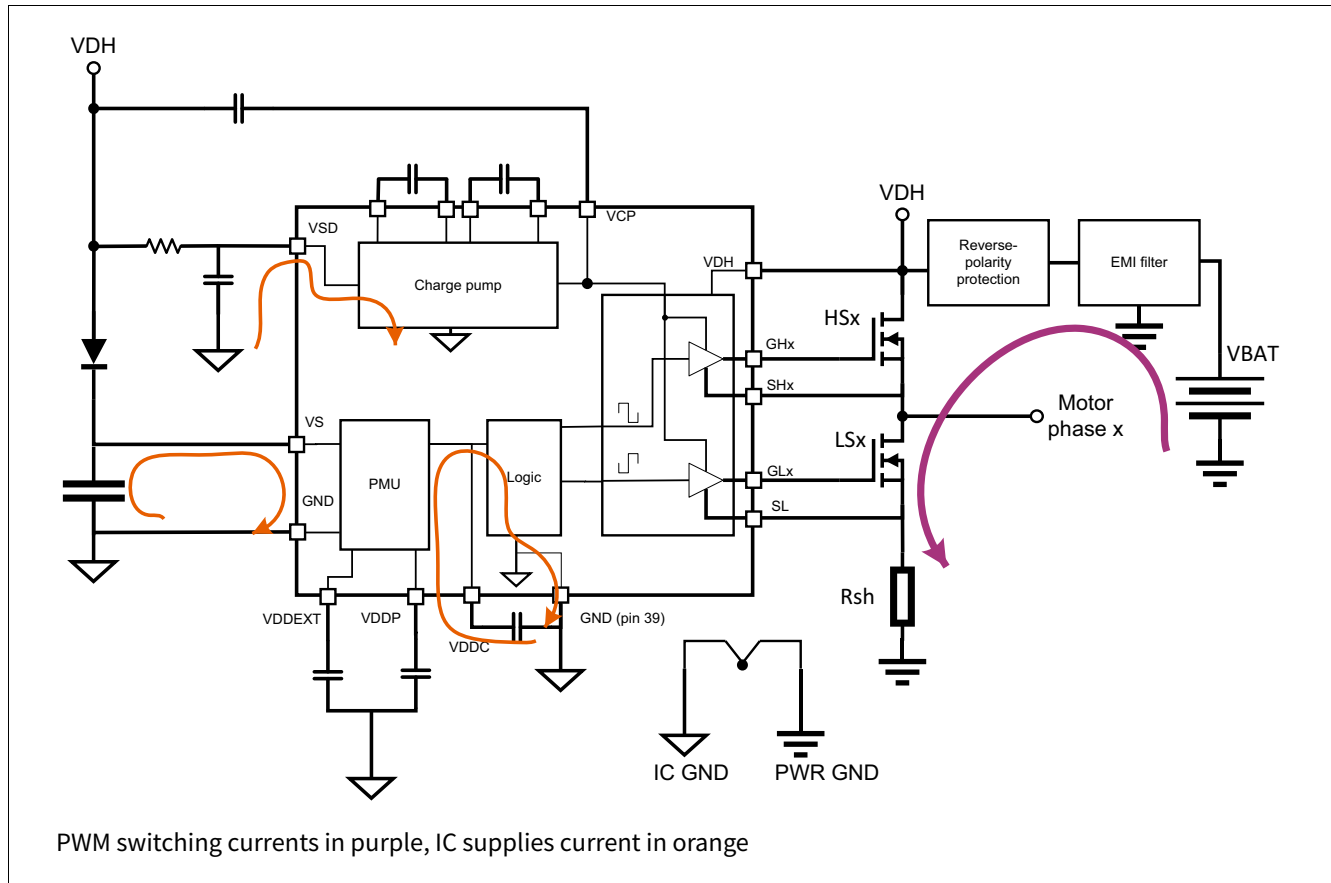 VDH
VCP
VSD
Charge pump
VDH
VDH
Reverse-
polarity
protection
EMI filter
HSx
VBAT
GHx
SHx
Motor
phase x
LSx
VS
PMU
Logic
GLx
GND
SL
VDDEXT
VDDP
VDDC
GND (pin 39)
Rsh
IC GND
PWR GND
PWM switching currents in purple, IC supplies current in orange